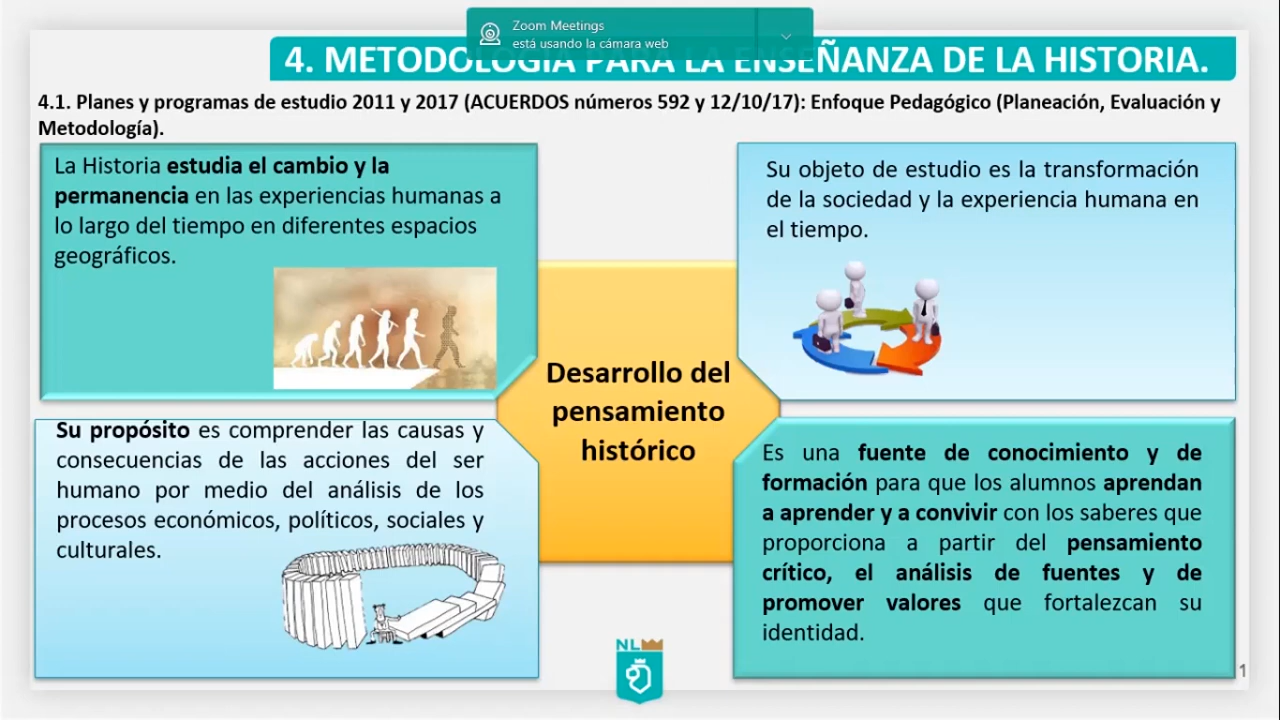 Zoom Meetings
está usando la cámara web
4. METODOLOGÍA PARA LA ENSEÑANZA DE LA HISTORIA.
4.1. Planes y programas de estudio 2011 y 2017 (ACUERDOS números 592 y 12/10/17): Enfoque Pedagógico (Planeación, Evaluación y
Metodología).
La Historia estudia el cambio y la
permanencia en las experiencias humanas a
lo largo del tiempo en diferentes espacios
geográficos.
Su objeto de estudio es la transformación
de la sociedad y la experiencia humana en
el tiempo.
Desarrollo del
pensamiento
histórico
Su propósito es comprender las causas y
consecuencias de las acciones del ser
humano por medio del análisis de los
procesos económicos, políticos, sociales y
culturales.
Es una fuente de conocimiento y de
formación para que los alumnos aprendan
a aprender y a convivir con los saberes que
proporciona a partir del pensamiento
crítico, el análisis de fuentes y de
promover valores que fortalezcan su
identidad.
NL
1